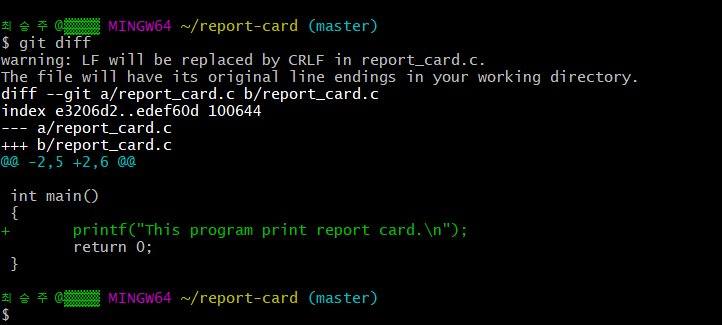 최 승 주 @▒▒▒▒ MINGW64 ~/report-card (master)
$ git diff
warning: LF will be replaced by CRLF in report_card.c.
The file will have its original line endings in your working directory.
diff --git a/report_card.c b/report_card.c
index e3206d2..edef60d 100644
--- a/report_card.c
+++ b/report_card.c
@@ -2,5 +2,6 @@

 int main()
 {
+       printf("This program print report card.\n");
        return 0;
 }

최 승 주 @▒▒▒▒ MINGW64 ~/report-card (master)
$